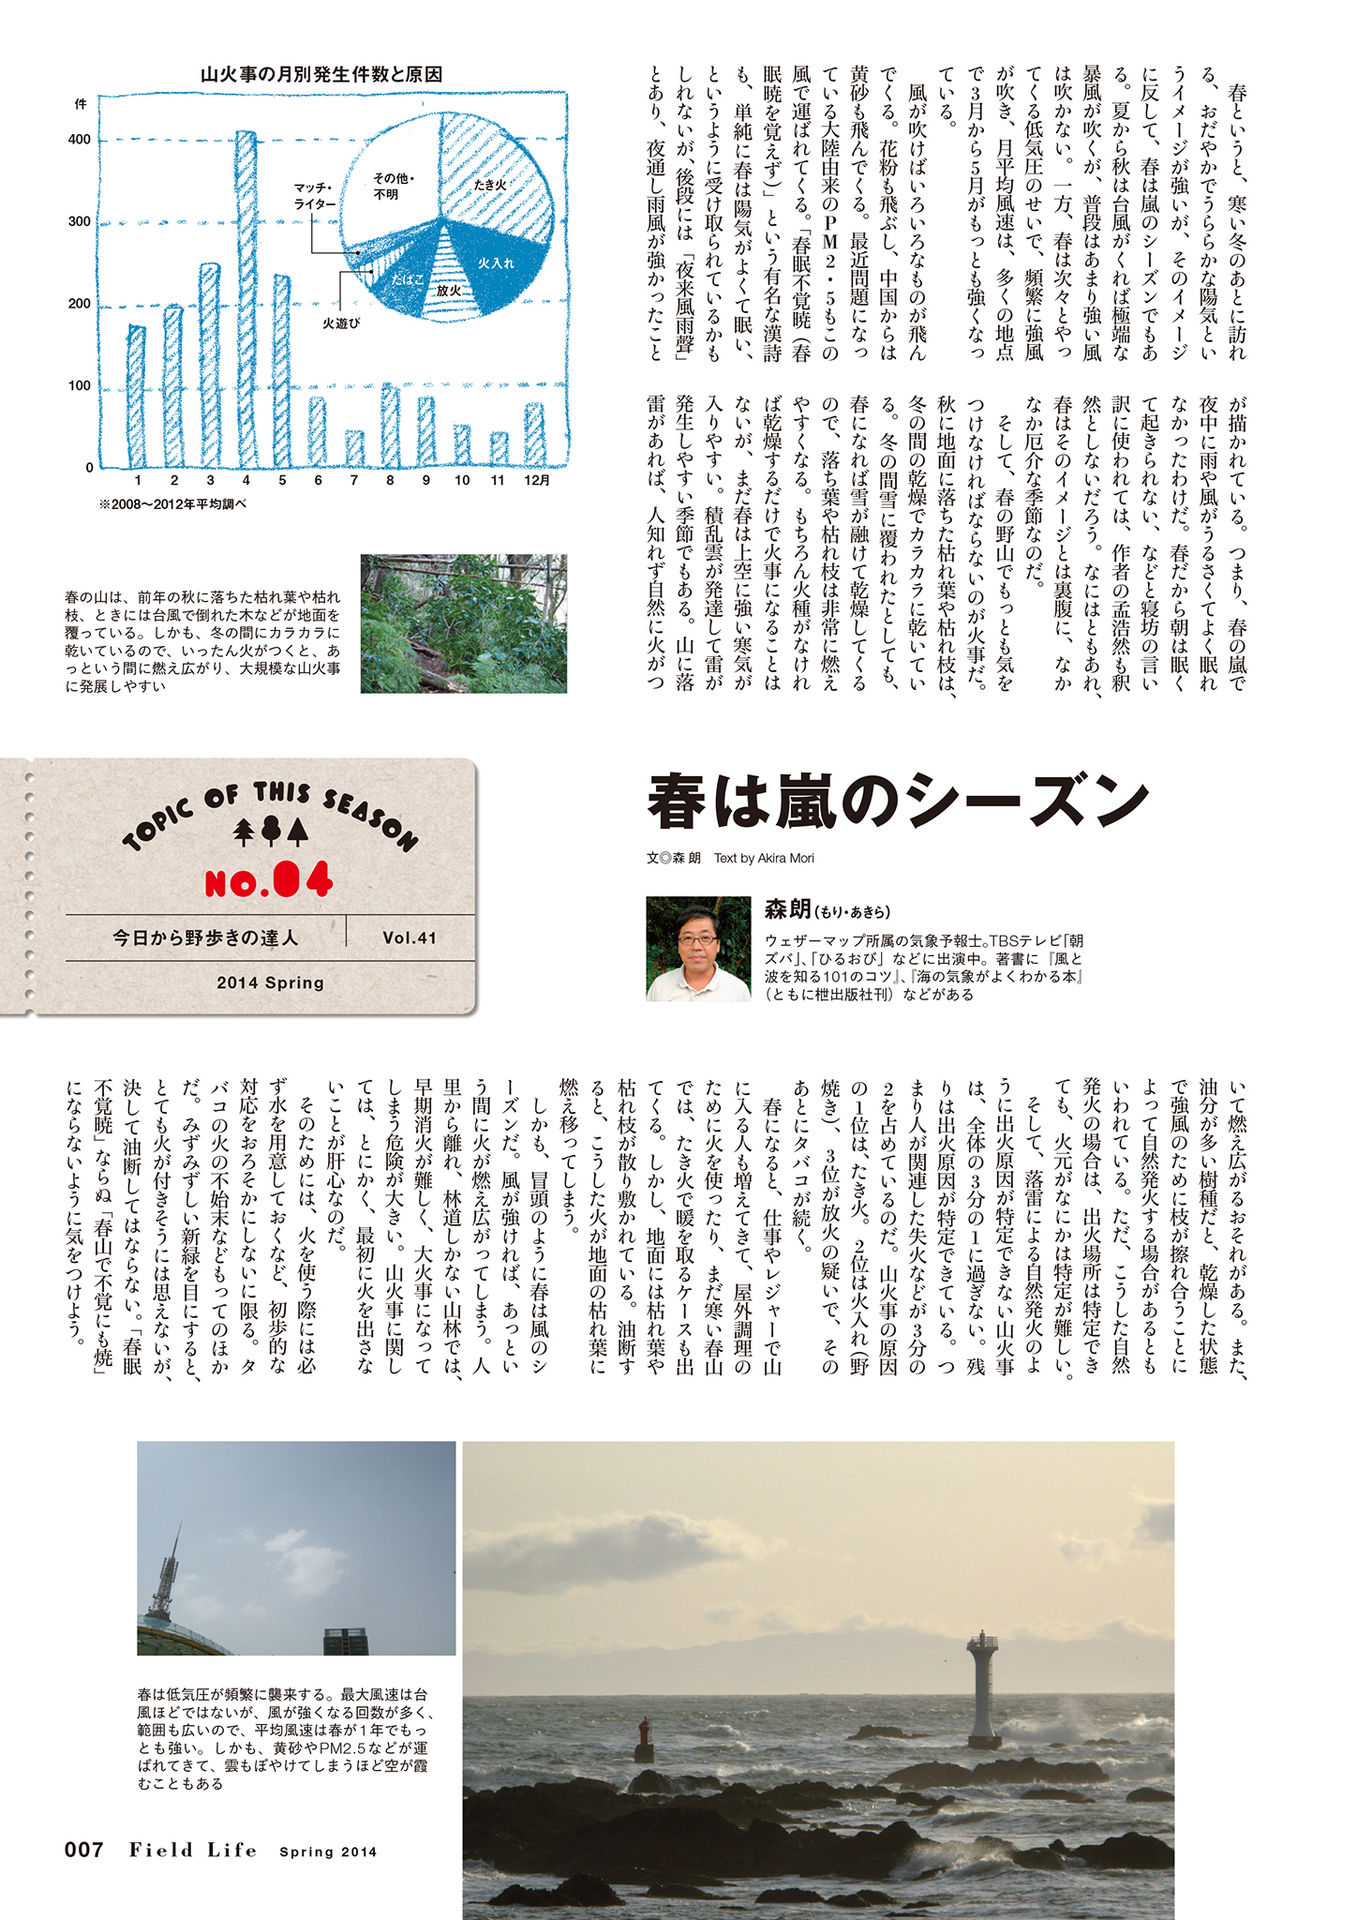 春は嵐のシーズン
文◎森 朗　Text by Akira Mori
森朗(もり・あきら)
ウェザーマップ所属の気象予報士。TBSテレビ「朝
ズバ」、「ひるおび」などに出演中。著書に『風と
波を知る101のコツ』、『海の気象がよくわかる本』
（ともに枻出版社刊）などがある
春というと、寒い冬のあとに訪れ
る、おだやかでうららかな陽気とい
うイメージが強いが、そのイメージ
に反して、春は嵐のシーズンでもあ
る。夏から秋は台風がくれば極端な
暴風が吹くが、普段はあまり強い風
は吹かない。一方、春は次々とやっ
てくる低気圧のせいで、頻繁に強風
が吹き、月平均風速は、多くの地点
で3月から5月がもっとも強くなっ
ている。
風が吹けばいろいろなものが飛ん
でくる。花粉も飛ぶし、中国からは
黄砂も飛んでくる。最近問題になっ
ている大陸由来のPM2・5もこの
風で運ばれてくる。「春眠不覚暁（春
眠暁を覚えず）」という有名な漢詩
も、単純に春は陽気がよくて眠い、
というように受け取られているかも
しれないが、後段には「夜来風雨聲」
とあり、夜通し雨風が強かったこと
が描かれている。つまり、春の嵐で
夜中に雨や風がうるさくてよく眠れ
なかったわけだ。春だから朝は眠く
て起きられない、などと寝坊の言い
訳に使われては、作者の孟浩然も釈
然としないだろう。なにはともあれ、
春はそのイメージとは裏腹に、なか
なか厄介な季節なのだ。
そして、春の野山でもっとも気を
つけなければならないのが火事だ。
秋に地面に落ちた枯れ葉や枯れ枝は、
冬の間の乾燥でカラカラに乾いてい
る。冬の間雪に覆われたとしても、
春になれば雪が融けて乾燥してくる
ので、落ち葉や枯れ枝は非常に燃え
やすくなる。もちろん火種がなけれ
ば乾燥するだけで火事になることは
ないが、まだ春は上空に強い寒気が
入りやすい。積乱雲が発達して雷が
発生しやすい季節でもある。山に落
雷があれば、人知れず自然に火がつ
いて燃え広がるおそれがある。また、
油分が多い樹種だと、乾燥した状態
で強風のために枝が擦れ合うことに
よって自然発火する場合があるとも
いわれている。ただ、こうした自然
発火の場合は、出火場所は特定でき
ても、火元がなにかは特定が難しい。
そして、落雷による自然発火のよ
うに出火原因が特定できない山火事
は、全体の3分の1に過ぎない。残
りは出火原因が特定できている。つ
まり人が関連した失火などが3分の
2を占めているのだ。山火事の原因
の1位は、たき火。2位は火入れ（野
焼き）、3位が放火の疑いで、その
あとにタバコが続く。
春になると、仕事やレジャーで山
に入る人も増えてきて、屋外調理の
ために火を使ったり、まだ寒い春山
では、たき火で暖を取るケースも出
てくる。しかし、地面には枯れ葉や
枯れ枝が散り敷かれている。油断す
ると、こうした火が地面の枯れ葉に
燃え移ってしまう。
しかも、冒頭のように春は風のシ
ーズンだ。風が強ければ、あっとい
う間に火が燃え広がってしまう。人
里から離れ、林道しかない山林では、
早期消火が難しく、大火事になって
しまう危険が大きい。山火事に関し
ては、とにかく、最初に火を出さな
いことが肝心なのだ。
そのためには、火を使う際には必
ず水を用意しておくなど、初歩的な
対応をおろそかにしないに限る。タ
バコの火の不始末などもってのほか
だ。みずみずしい新緑を目にすると、
とても火が付きそうには思えないが、
決して油断してはならない。「春眠
不覚暁」ならぬ「春山で不覚にも焼」
にならないように気をつけよう。
山火事の月別発生件数と原因
件
400
300
200
100
0
1 2 3 4 5 6 7 8 9 10 11 12月
たき火
火入れ
放火
たばこ
火遊び
マッチ・
ライター
その他・
不明
※2008〜2012年平均調べ
春の山は、前年の秋に落ちた枯れ葉や枯れ
枝、ときには台風で倒れた木などが地面を
覆っている。しかも、冬の間にカラカラに
乾いているので、いったん火がつくと、あ
っという間に燃え広がり、大規模な山火事
に発展しやすい
TOPIC OF THIS SEASON
NO.04
今日から野歩きの達人
Vol.41
2014 Spring
春は低気圧が頻繁に襲来する。最大風速は台
風ほどではないが、風が強くなる回数が多く、
範囲も広いので、平均風速は春が1年でもっ
とも強い。しかも、黄砂やPM2.5などが運
ばれてきて、雲もぼやけてしまうほど空が霞
むこともある
007 Field Life Spring 2014